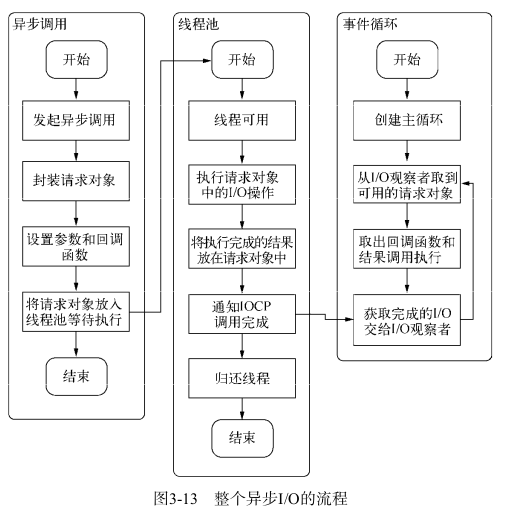 异步调用
开始
发起异步调用
封装请求对象
设置参数和回调
函数
将请求对象放入
线程池等待执行
结束
线程池
开始
线程可用
执行请求对象
中的I/O操作
将执行完成的结果
放在请求对象中
通知IOCP
调用完成
归还线程
结束
事件循环
开始
创建主循环
从I/O观察者取到
可用的请求对象
取出回调函数和
结果调用执行
获取完成的I/O
交给I/O观察者
图3-13 整个异步I/O的流程